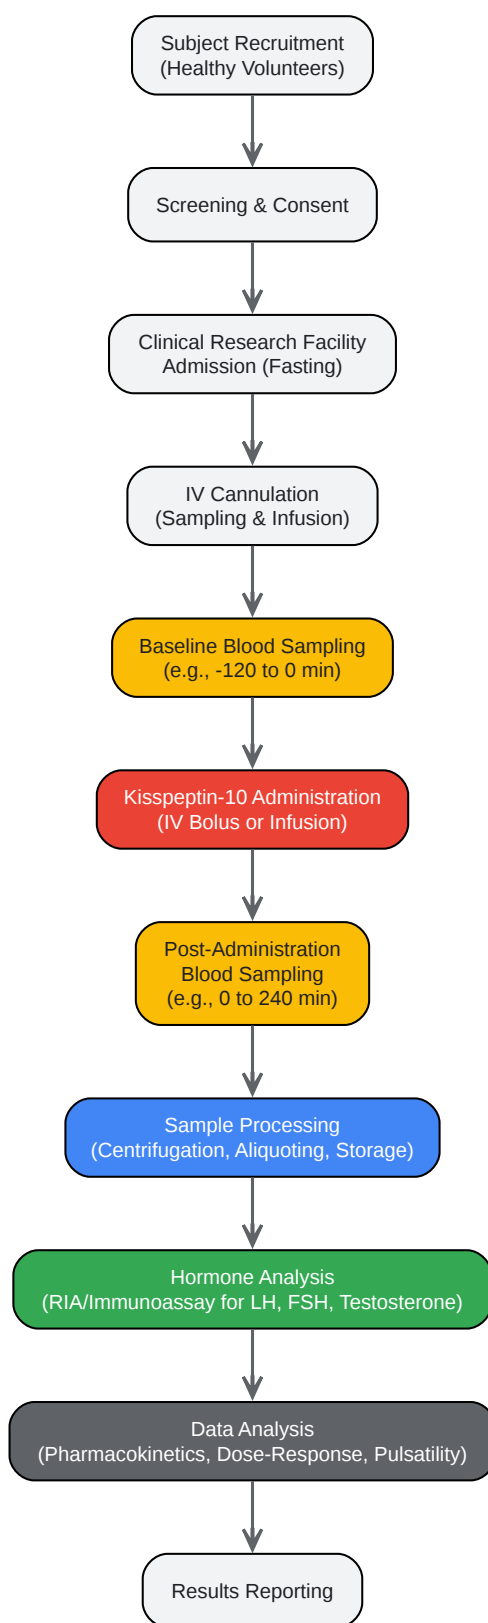 Subject Recruitment
(Healthy Volunteers)
Screening & Consent
Clinical Research Facility
Admission (Fasting)
IV Cannulation
(Sampling & Infusion)
Baseline Blood Sampling
(e.g., -120 to 0 min)
Kisspeptin-10 Administration
(IV Bolus or Infusion)
Post-Administration
Blood Sampling
(e.g., 0 to 240 min)
Sample Processing
(Centrifugation, Aliquoting, Storage)
Hormone Analysis
(RIA/Immunoassay for LH, FSH, Testosterone)
Data Analysis
(Pharmacokinetics, Dose-Response, Pulsatility)
Results Reporting